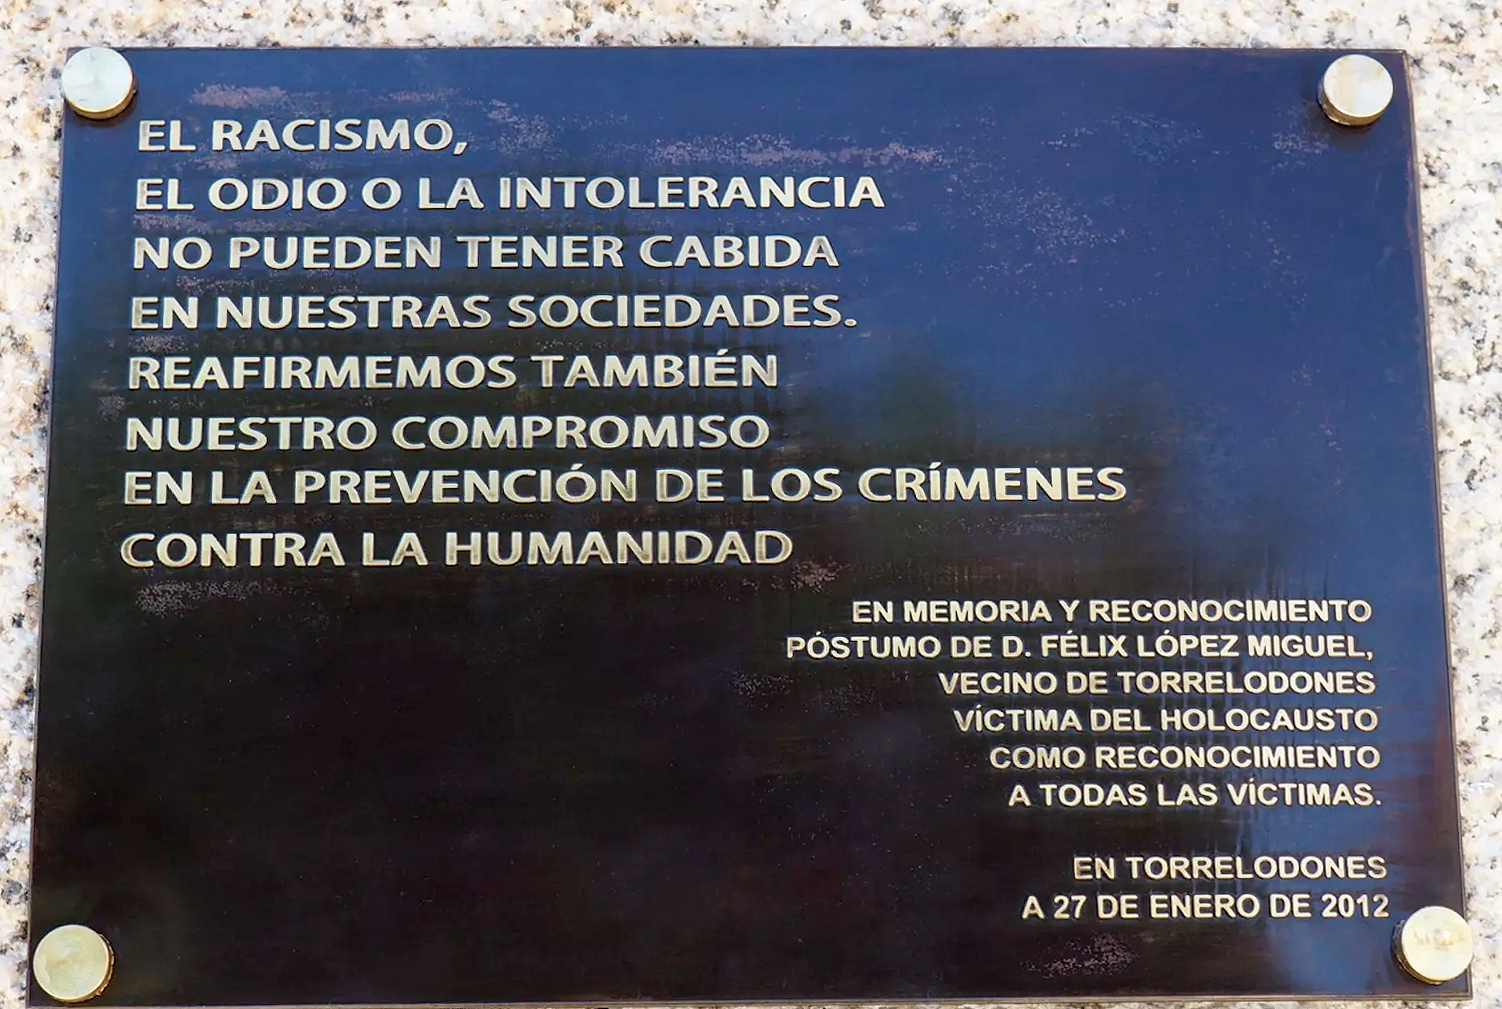 EL RACISMO,
EL ODIO O LA INTOLERANCIA
NO PUEDEN TENER CABIDA
EN NUESTRAS SOCIEDADES.
REAFIRMEMOS TAMBIÉN
NUESTRO COMPROMISO
EN LA PREVENCIÓN DE LOS CRÍMENES
CONTRA LA HUMANIDAD
EN MEMORIA Y RECONOCIMIENTO
PÓSTUMO DE D. FÉLIX LÓPEZ MIGUEL,
VECINO DE TORRELODONES
VÍCTIMA DEL HOLOCAUSTO
COMO RECONOCIMIENTO
A TODAS LAS VÍCTIMAS.
EN TORRELODONES
A 27 DE ENERO DE 2012